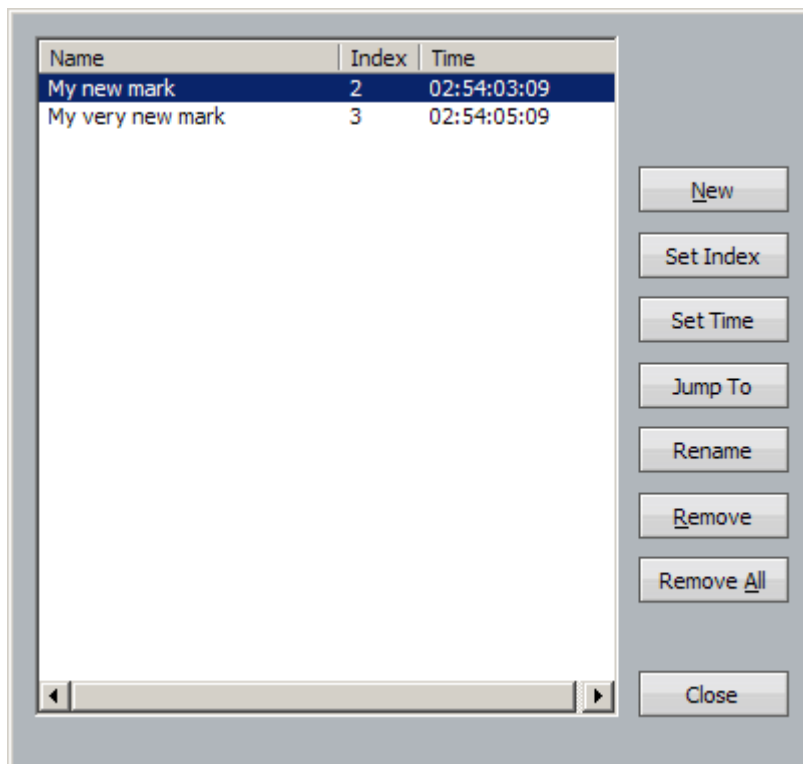 Name Index Time
My new mark 2 02:54:03:09
My very new mark 3 02:54:05:09
New
Set Index
Set Time
Jump To
Rename
Remove
Remove All
Close